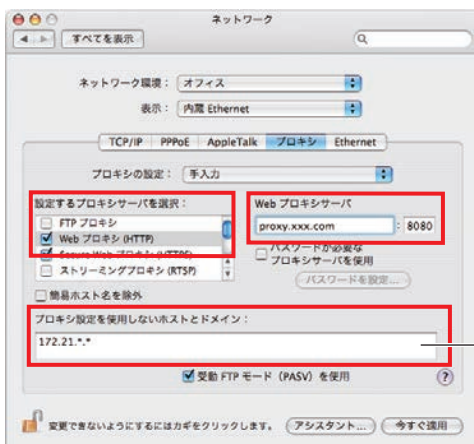 ネットワーク
すべてを表示
ネットワーク環境： オフィス
表示： 内蔵 Ethernet
TCP/IP PPPoE AppleTalk プロキシ Ethernet
プロキシの設定： 手入力
設定するプロキシサーバを選択：
FTP プロキシ
Web プロキシ (HTTP)
Secure Web プロキシ (HTTPS)
ストリーミングプロキシ (RTSP)
Web プロキシサーバ
proxy.xxx.com : 8080
パスワードが必要な
プロキシサーバを使用
パスワードを設定...
簡易ホスト名を除外
プロキシ設定を使用しないホストとドメイン：
172.21.*.*
受動 FTP モード（PASV）を使用
?
変更できないようにするにはカギをクリックします。 アシスタント... 今すぐ適用